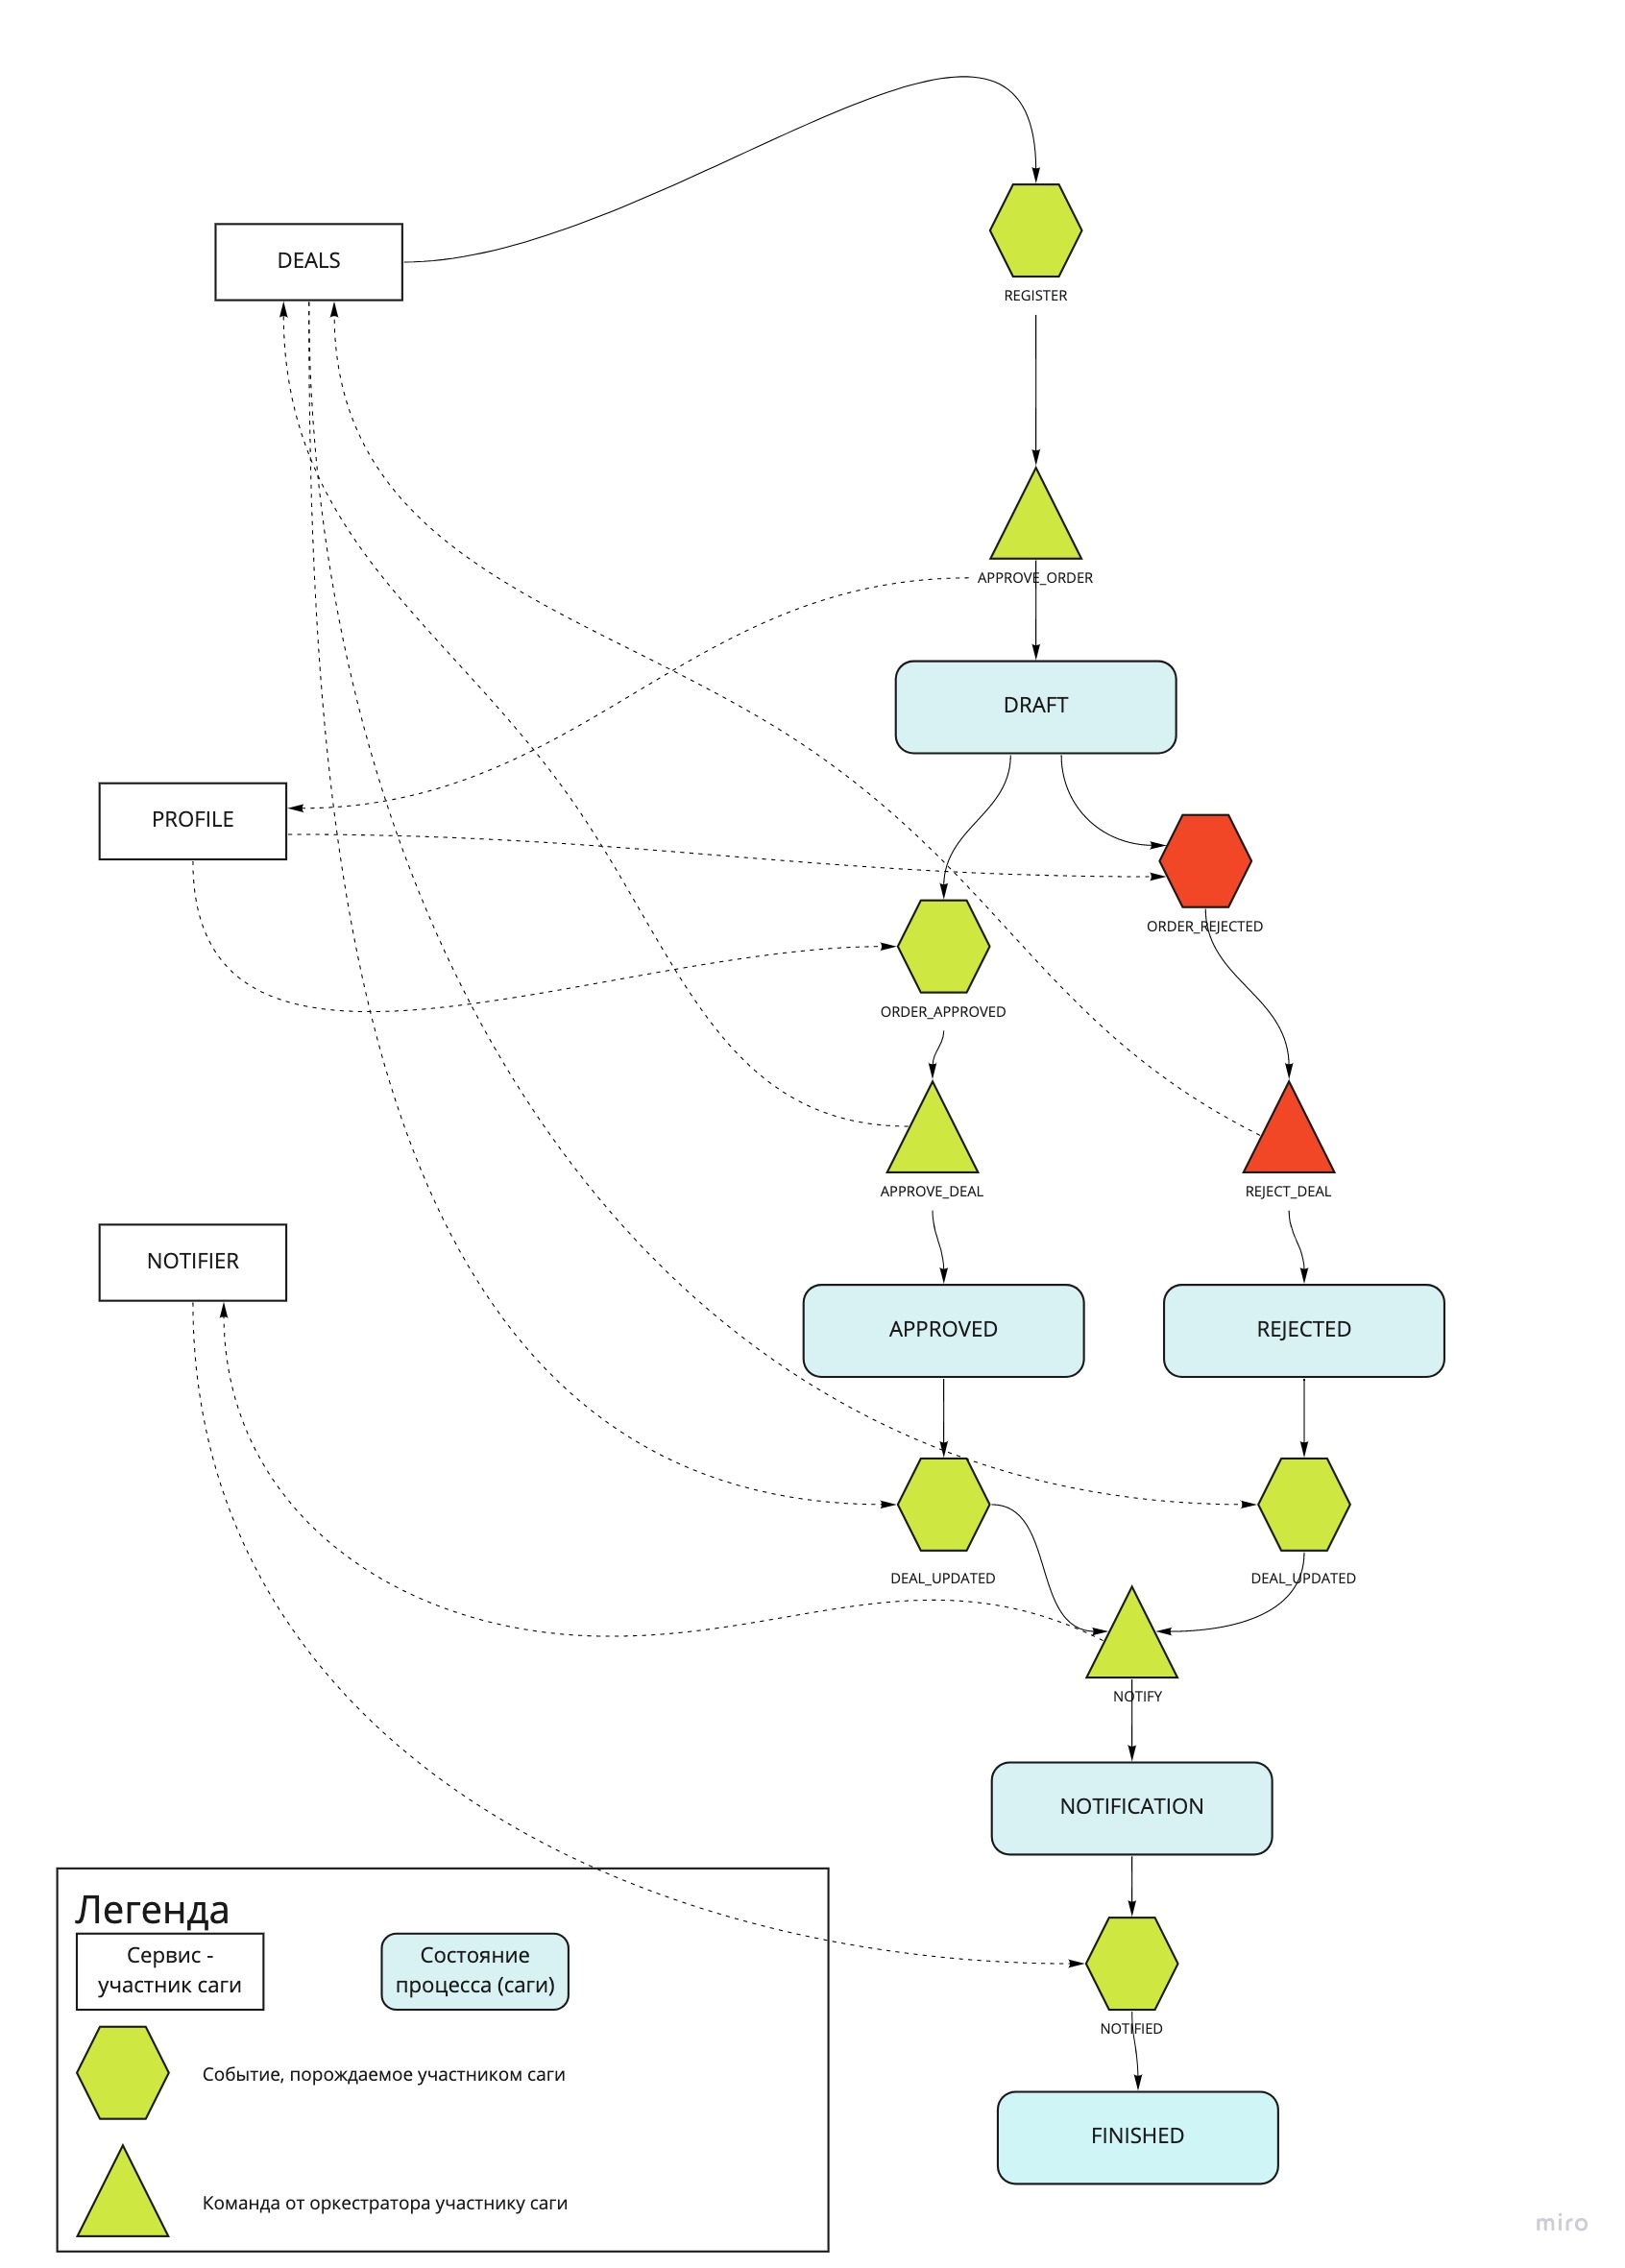 DEALS
REGISTER
APPROVE_ORDER
DRAFT
PROFILE
ORDER_REJECTED
ORDER_APPROVED
APPROVE_DEAL
REJECT_DEAL
NOTIFIER
APPROVED
REJECTED
DEAL_UPDATED
DEAL_UPDATED
NOTIFY
NOTIFICATION
NOTIFIED
FINISHED
Легенда
Сервис -
участник саги
Состояние
процесса (саги)
Событие, порождаемое участником саги
Команда от оркестратора участнику саги
miro